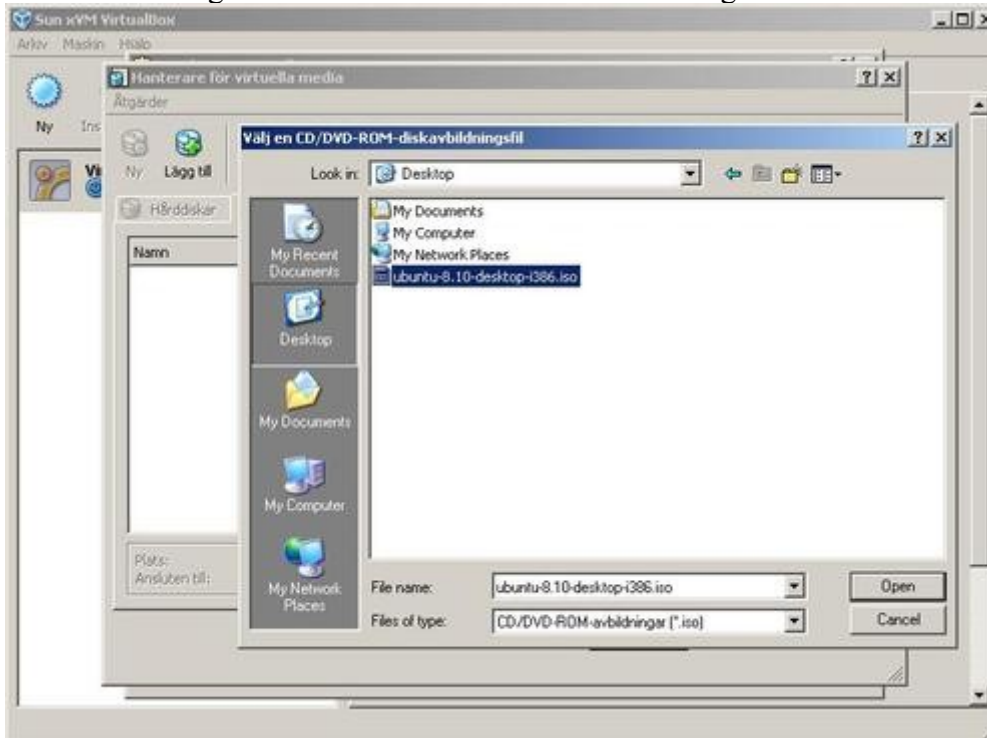 Sun xVM VirtualBox
Arkiv Maskin Hjälp
Hanterare för virtuella media
Åtgärder
Ny
Ny Lägg till
Hårddiskar
Namn
Plats:
Ansluten till:
Välj en CD/DVD-ROM-diskavbildningsfil
Look in: Desktop
My Recent
Documents
Desktop
My Documents
My Computer
My Network
Places
My Documents
My Computer
My Network Places
ubuntu-8.10-desktop-i386.iso
File name: ubuntu-8.10-desktop-i386.iso Open
Files of type: CD/DVD-ROM-avbildningar (*.iso) Cancel